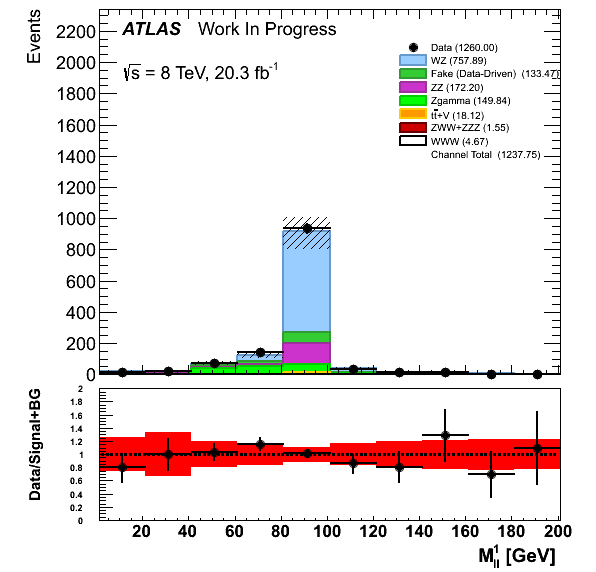 Events
2200
2000
1800
1600
1400
1200
1000
800
600
400
200
0
ATLAS Work In Progress
√s = 8 TeV, 20.3 fb⁻¹
Data (1260.00)
WZ (757.89)
Fake (Data-Driven) (133.47)
ZZ (172.20)
Zgamma (149.84)
tt̄+V (18.12)
ZWW+ZZZ (1.55)
WWW (4.67)
Channel Total (1237.75)
Data/Signal+BG
2
1.8
1.6
1.4
1.2
1
0.8
0.6
0.4
0.2
0
20 40 60 80 100 120 140 160 180 200
M¹ll [GeV]